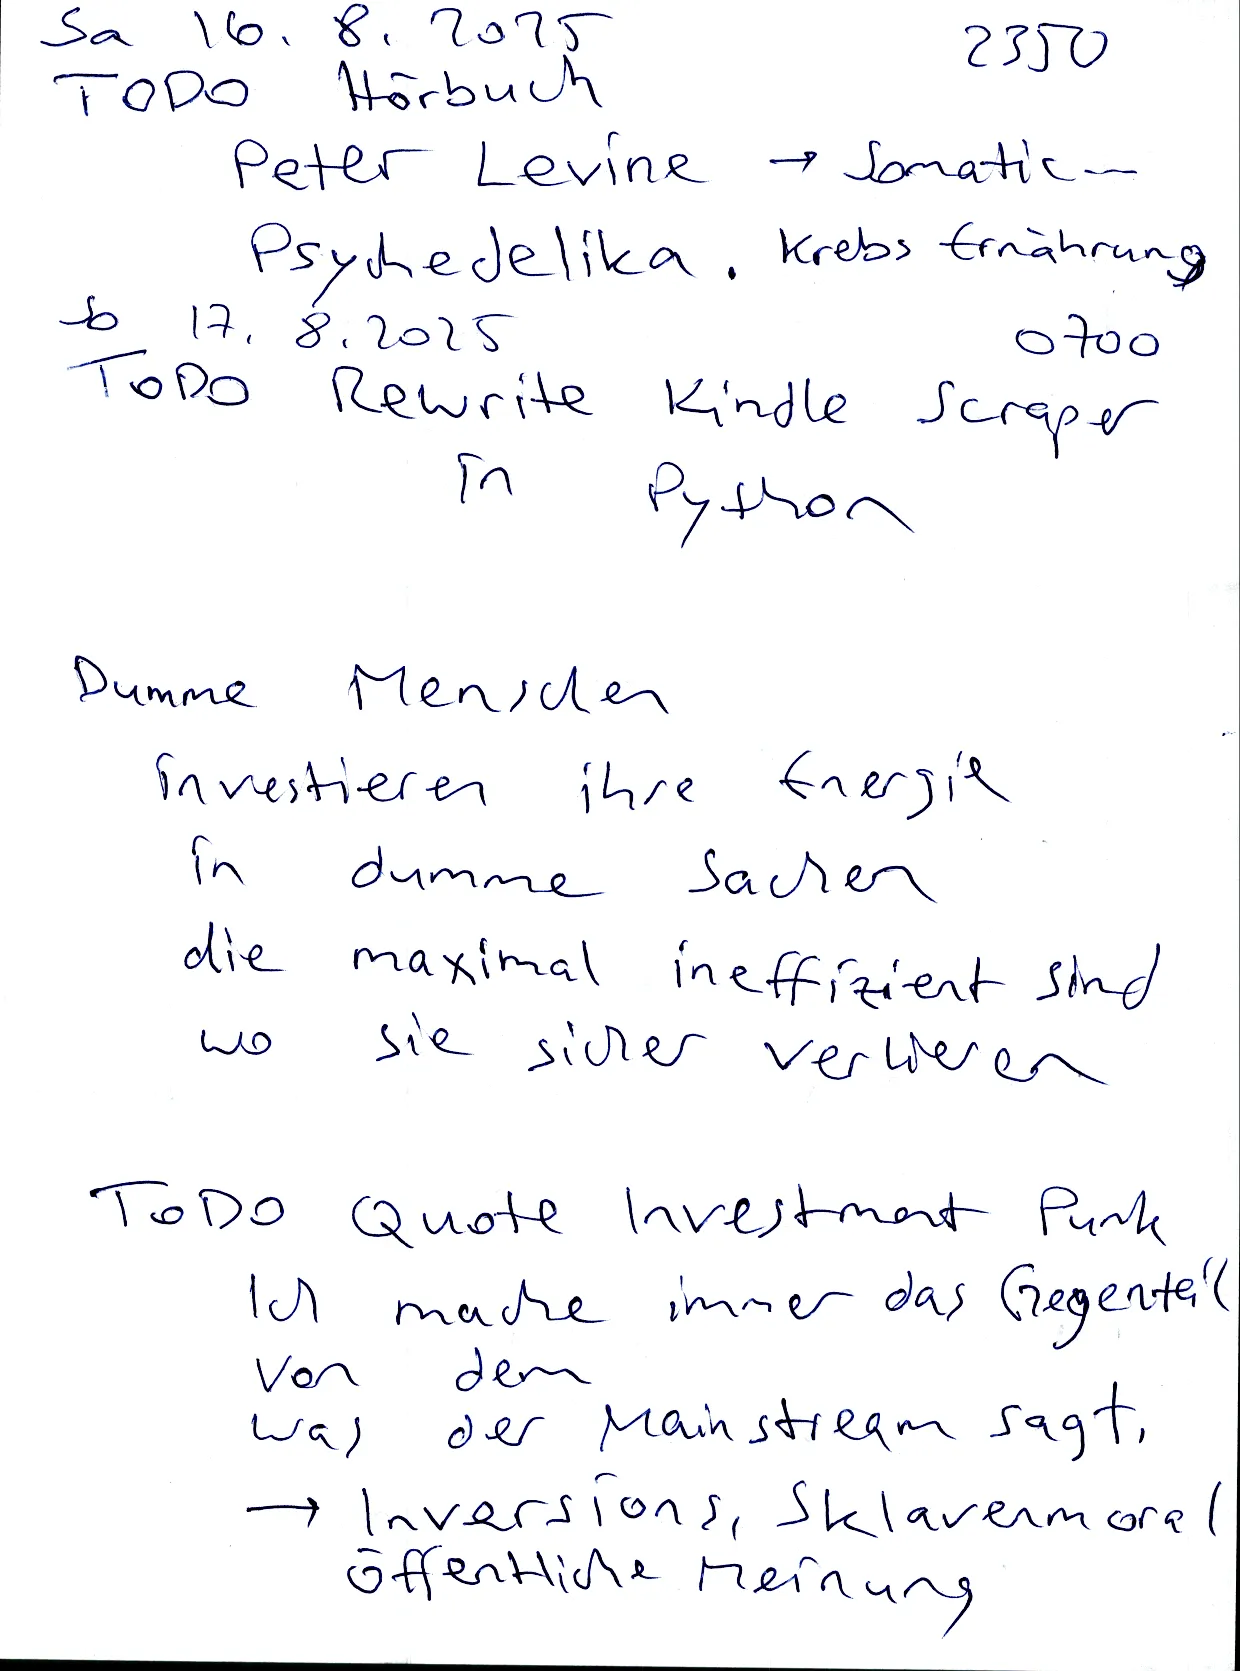 Sa 16. 8. 2025 2350
TODO Hörbuch
Peter Levine → Somatic
Psychedelika. Krebs Ernährung
So 17. 8. 2025 0700
ToDO Rewrite Kindle Scraper
in Python
Dumme Menschen
investieren ihre Energie
in dumme Sachen
die maximal ineffizient sind
wo sie sicher verlieren
ToDO Quote Investment Punk
Ich mache immer das Gegenteil
von dem
was der Mainstream sagt.
→ Inversions, Sklavenmoral
öffentliche Meinung